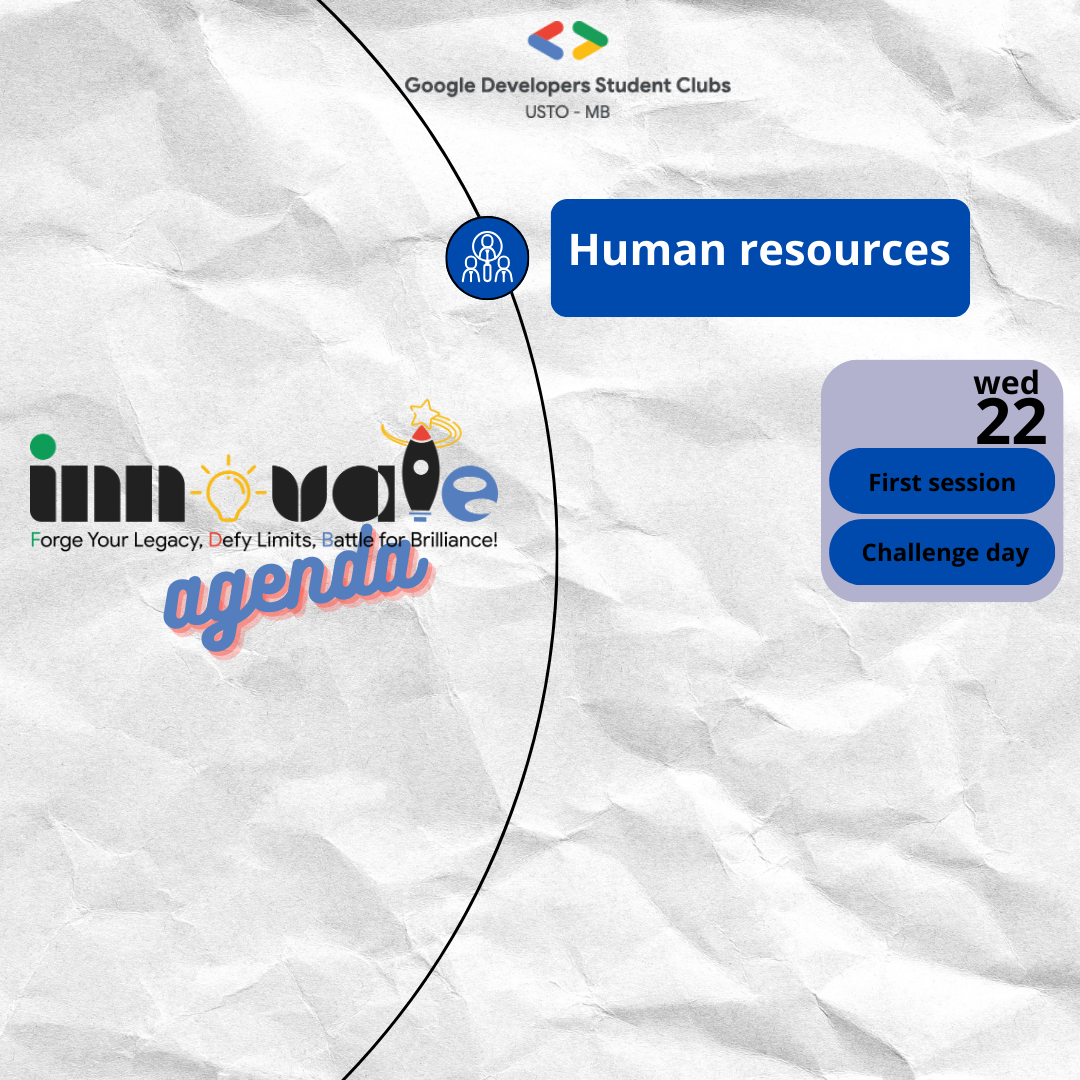 Google Developers Student Clubs
USTO - MB
Human resources
wed
22
First session
Challenge day
innovate
Forge Your Legacy, Defy Limits, Battle for Brilliance!
agenda